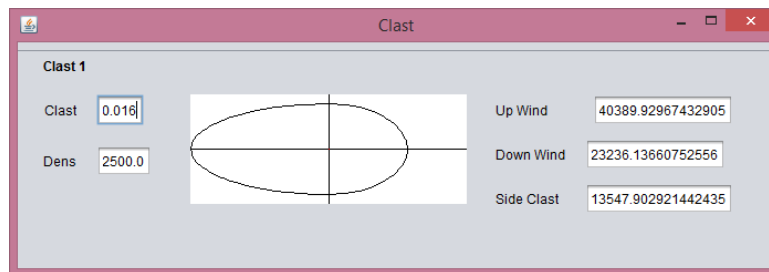 Clast
Clast 1
Clast 0.016 Up Wind 40389.92967432905
Dens 2500.0 Down Wind 23236.13660752556
Side Clast 13547.902921442435